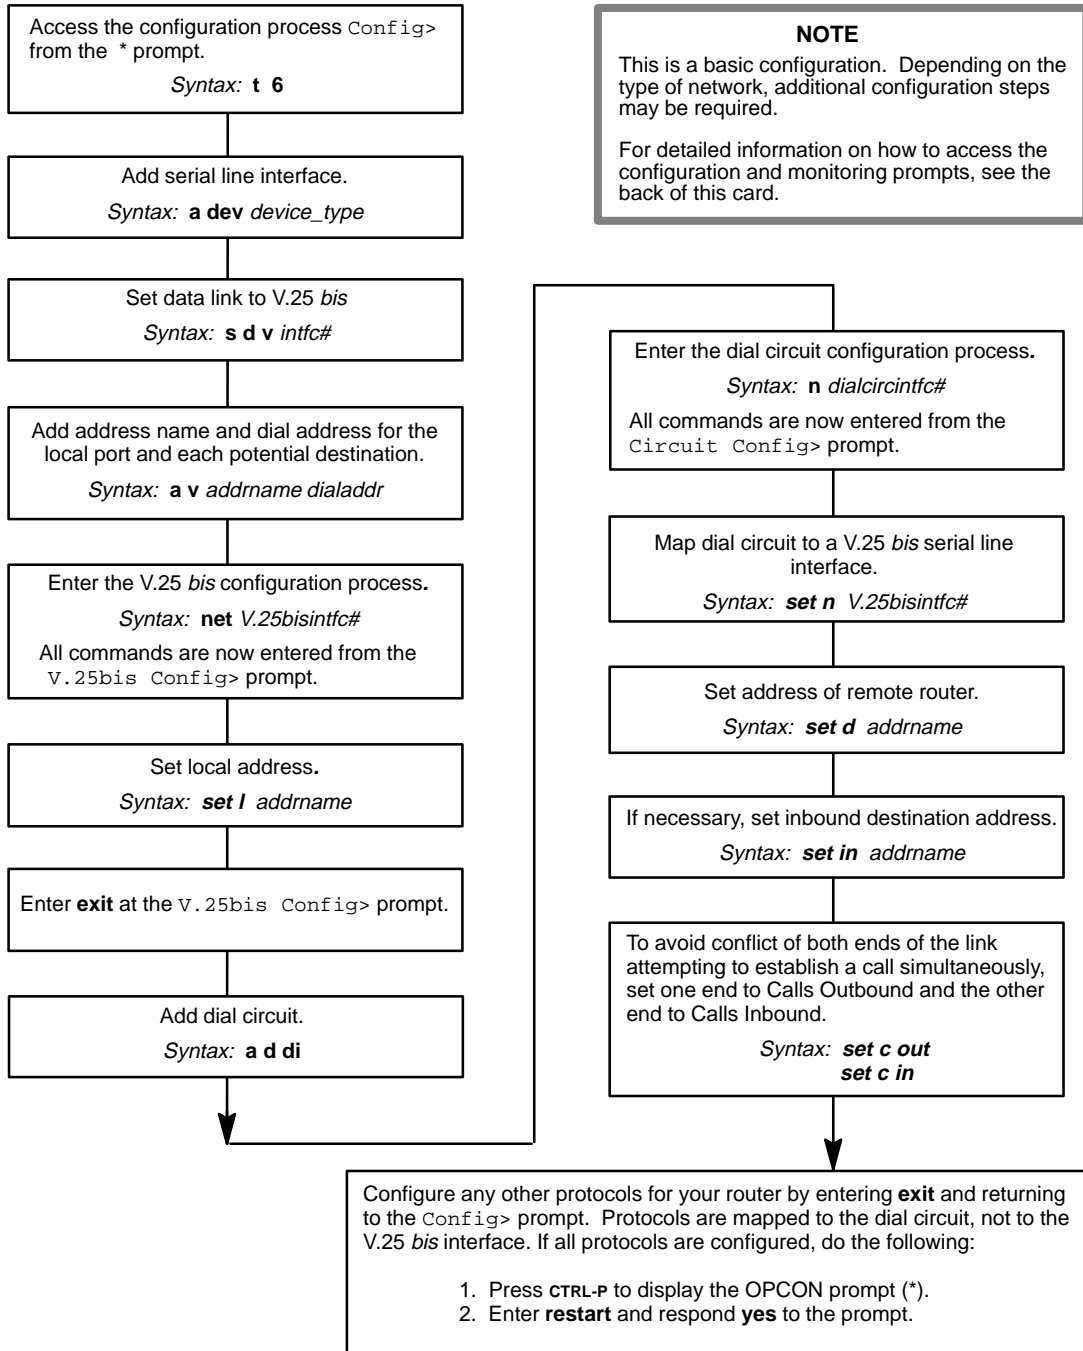 Access the configuration process Config>
from the * prompt.
Syntax: t 6
Add serial line interface.
Syntax: a dev device_type
Set data link to V.25 bis
Syntax: s d v intfc#
Add address name and dial address for the
local port and each potential destination.
Syntax: a v addrname dialaddr
Enter the V.25 bis configuration process.
Syntax: net V.25bisintfc#
All commands are now entered from the
V.25bis Config> prompt.
Set local address.
Syntax: set l addrname
Enter exit at the V.25bis Config> prompt.
Add dial circuit.
Syntax: a d di
NOTE
This is a basic configuration. Depending on the
type of network, additional configuration steps
may be required.
For detailed information on how to access the
configuration and monitoring prompts, see the
back of this card.
Enter the dial circuit configuration process.
Syntax: n dialcircintfc#
All commands are now entered from the
Circuit Config> prompt.
Map dial circuit to a V.25 bis serial line
interface.
Syntax: set n V.25bisintfc#
Set address of remote router.
Syntax: set d addrname
If necessary, set inbound destination address.
Syntax: set in addrname
To avoid conflict of both ends of the link
attempting to establish a call simultaneously,
set one end to Calls Outbound and the other
end to Calls Inbound.
Syntax: set c out
set c in
Configure any other protocols for your router by entering exit and returning
to the Config> prompt. Protocols are mapped to the dial circuit, not to the
V.25 bis interface. If all protocols are configured, do the following:
1. Press CTRL-P to display the OPCON prompt (*).
2. Enter restart and respond yes to the prompt.